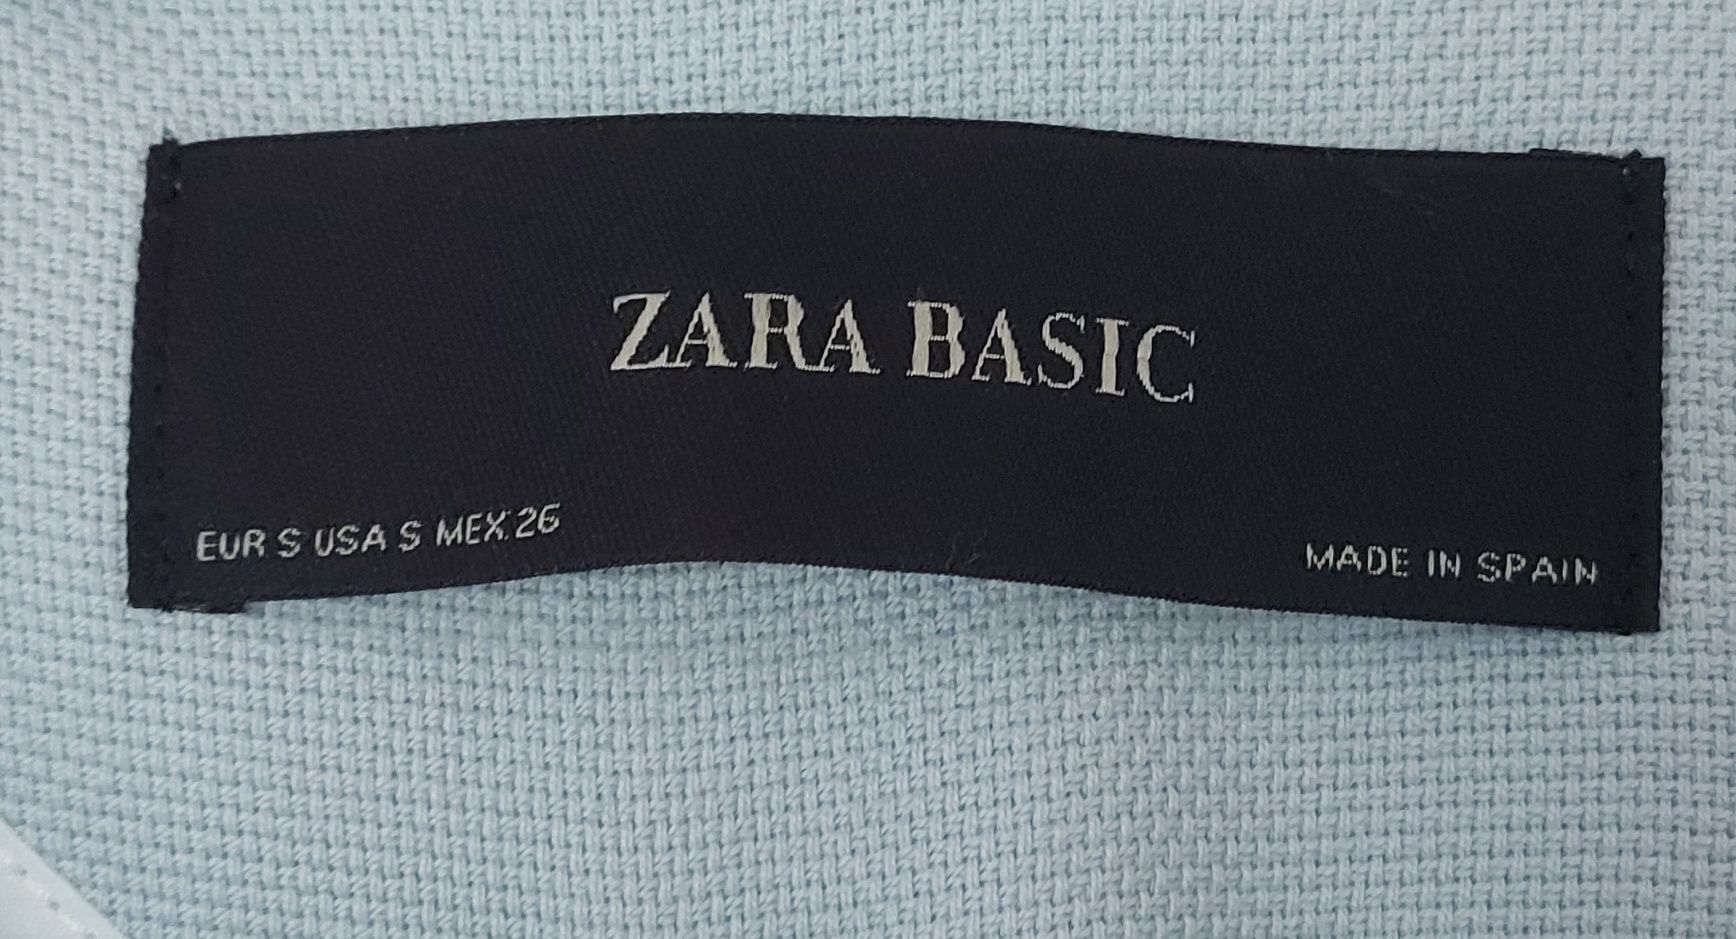 ZARA BASIC
EUR S USA S MEX 26
MADE IN SPAIN